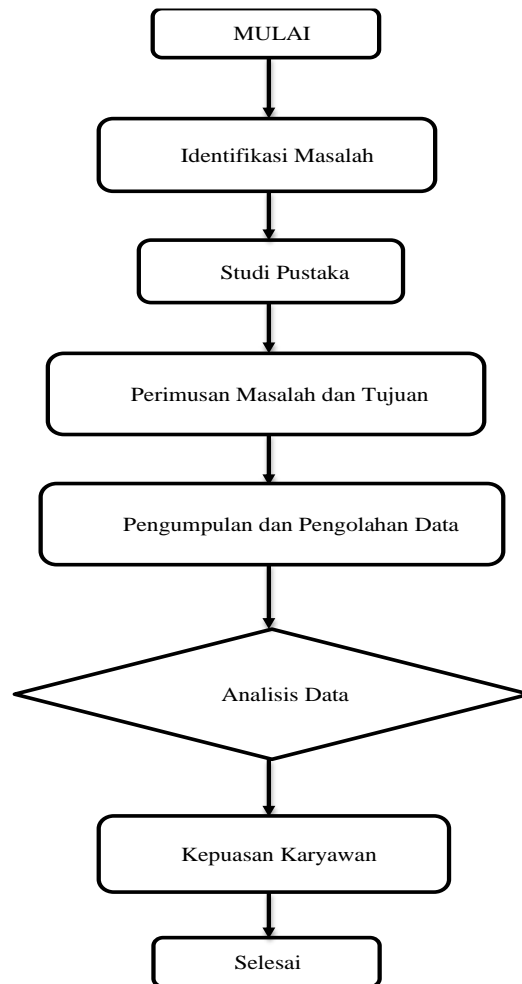 MULAI
Identifikasi Masalah
Studi Pustaka
Perimusan Masalah dan Tujuan
Pengumpulan dan Pengolahan Data
Analisis Data
Kepuasan Karyawan
Selesai